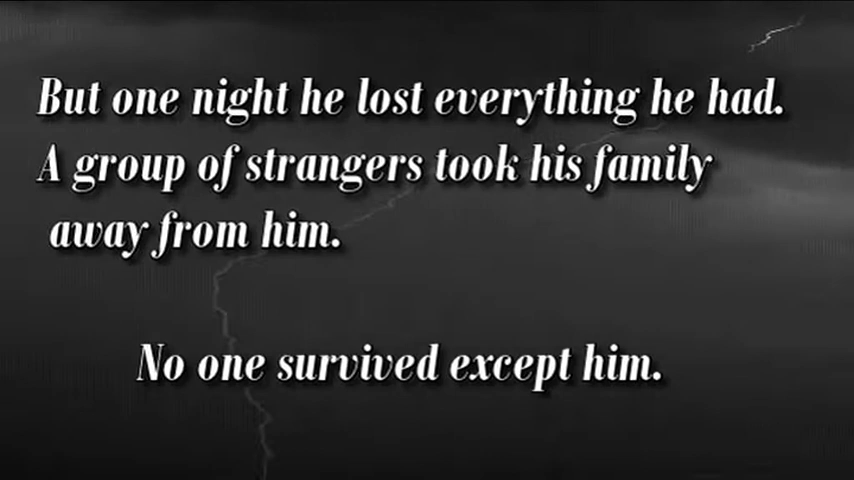 But one night he lost everything he had.
A group of strangers took his family
away from him.
No one survived except him.